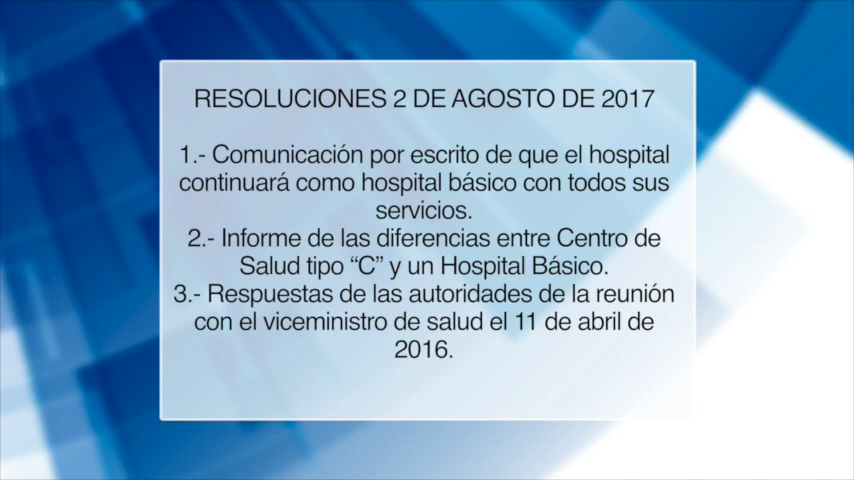 RESOLUCIONES 2 DE AGOSTO DE 2017
1.- Comunicación por escrito de que el hospital
continuará como hospital básico con todos sus
servicios.
2.- Informe de las diferencias entre Centro de
Salud tipo “C” y un Hospital Básico.
3.- Respuestas de las autoridades de la reunión
con el viceministro de salud el 11 de abril de
2016.